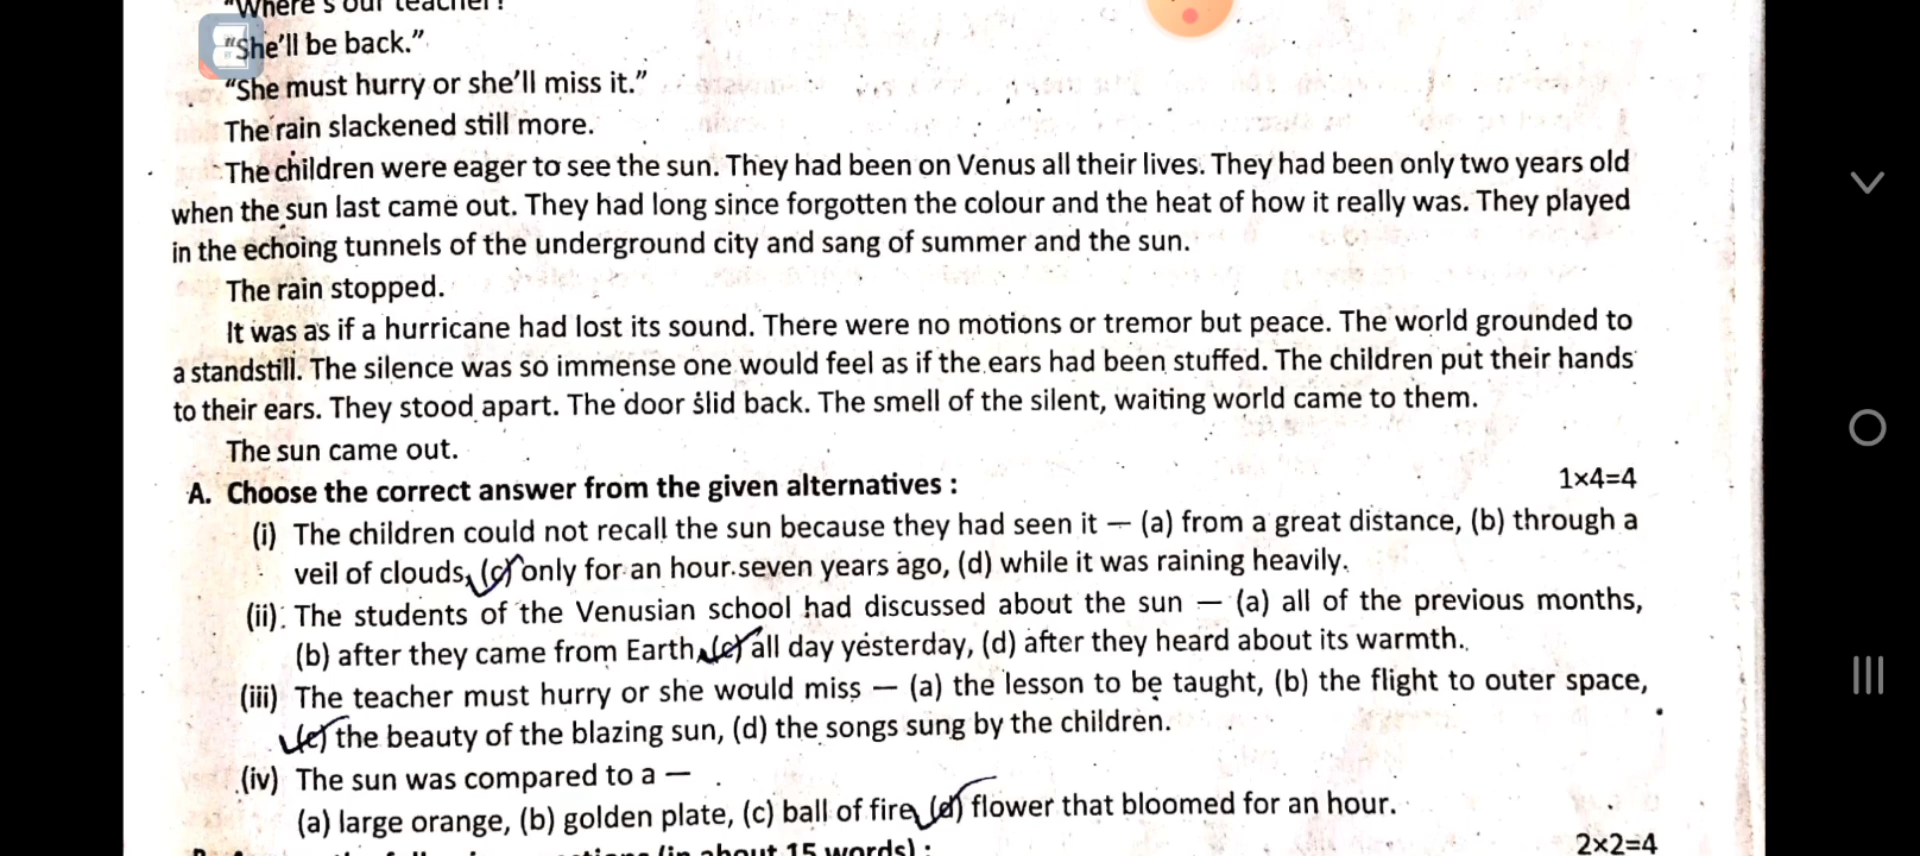 "Where's our teacher?
"She'll be back."
"She must hurry or she'll miss it."
The rain slackened still more.
The children were eager to see the sun. They had been on Venus all their lives. They had been only two years old
when the sun last came out. They had long since forgotten the colour and the heat of how it really was. They played
in the echoing tunnels of the underground city and sang of summer and the sun.
The rain stopped.
It was as if a hurricane had lost its sound. There were no motions or tremor but peace. The world grounded to
a standstill. The silence was so immense one would feel as if the ears had been stuffed. The children put their hands
to their ears. They stood apart. The door slid back. The smell of the silent, waiting world came to them.
The sun came out.
A. Choose the correct answer from the given alternatives : 1×4=4
(i) The children could not recall the sun because they had seen it — (a) from a great distance, (b) through a
veil of clouds, (c) only for an hour seven years ago, (d) while it was raining heavily.
(ii) The students of the Venusian school had discussed about the sun — (a) all of the previous months,
(b) after they came from Earth, (c) all day yesterday, (d) after they heard about its warmth.
(iii) The teacher must hurry or she would miss — (a) the lesson to be taught, (b) the flight to outer space,
(c) the beauty of the blazing sun, (d) the songs sung by the children.
(iv) The sun was compared to a —
(a) large orange, (b) golden plate, (c) ball of fire, (d) flower that bloomed for an hour.
(in about 15 words) : 2×2=4